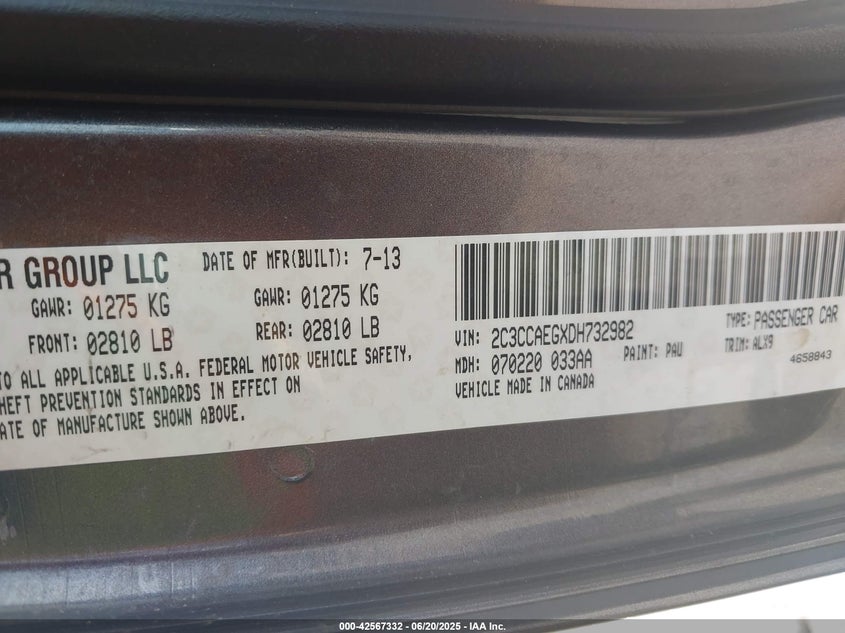 R GROUP LLC
DATE OF MFR(BUILT): 7-13
GAWR: 01275 KG
GAWR: 01275 KG
FRONT: 02810 LB
REAR: 02810 LB
TO ALL APPLICABLE U.S.A. FEDERAL MOTOR VEHICLE SAFETY,
HEFT PREVENTION STANDARDS IN EFFECT ON
ATE OF MANUFACTURE SHOWN ABOVE.
VIN: 2C3CCAEGXDH732982
TYPE: PASSENGER CAR
MDH: 070220 033AA
PAINT: PAU
TRIM: ALX9
VEHICLE MADE IN CANADA
4658843
000-42567332 - 06/20/2025 - IAA Inc.